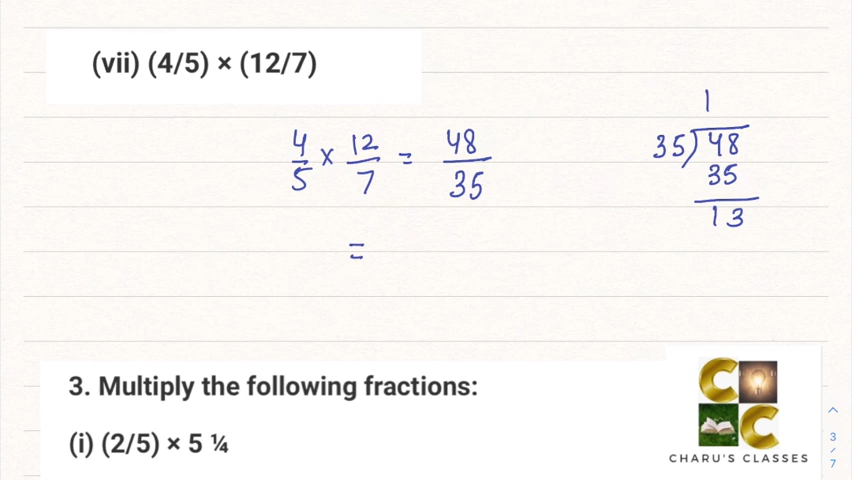 (vii) (4/5) × (12/7)
4/5 × 12/7 = 48/35
=
1
35)48
35
13
3. Multiply the following fractions:
(i) (2/5) × 5 ¼
CHARU'S CLASSES
3
/
7